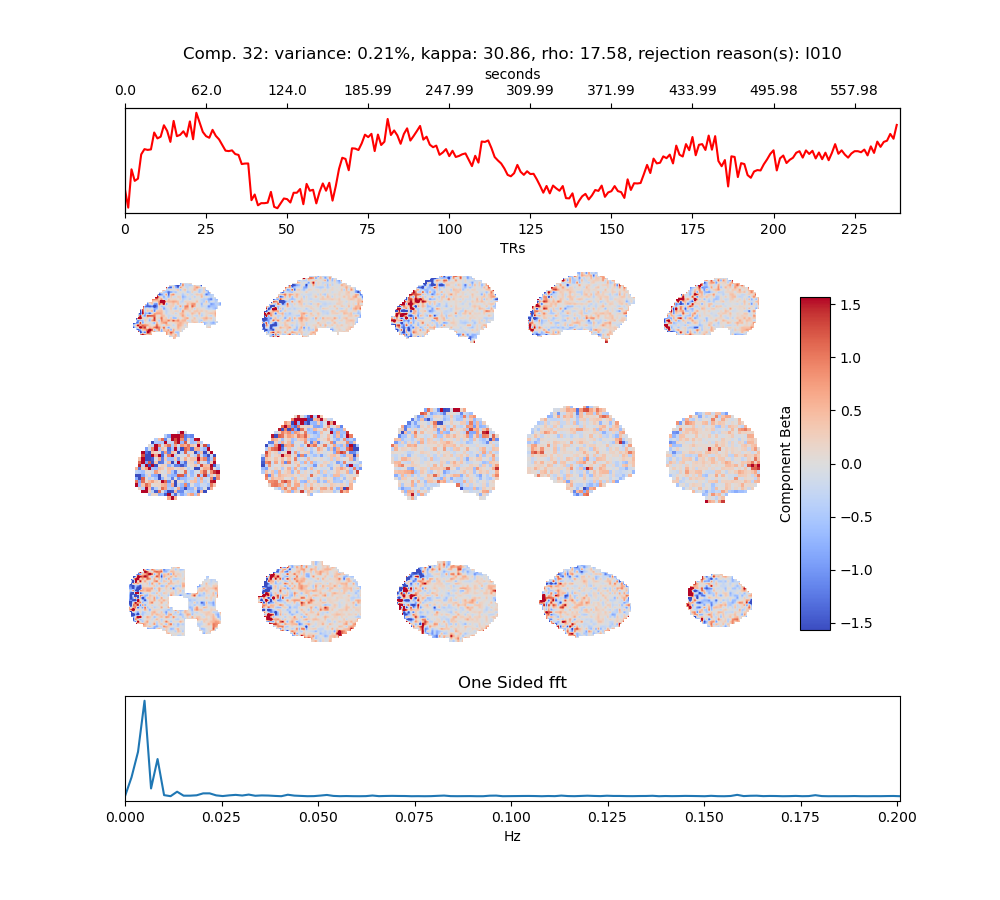 Comp. 32: variance: 0.21%, kappa: 30.86, rho: 17.58, rejection reason(s): I010
seconds
0.0 62.0 124.0 185.99 247.99 309.99 371.99 433.99 495.98 557.98
0 25 50 75 100 125 150 175 200 225
TRs
Component Beta
1.5
1.0
0.5
0.0
−0.5
−1.0
−1.5
One Sided fft
0.000 0.025 0.050 0.075 0.100 0.125 0.150 0.175 0.200
Hz